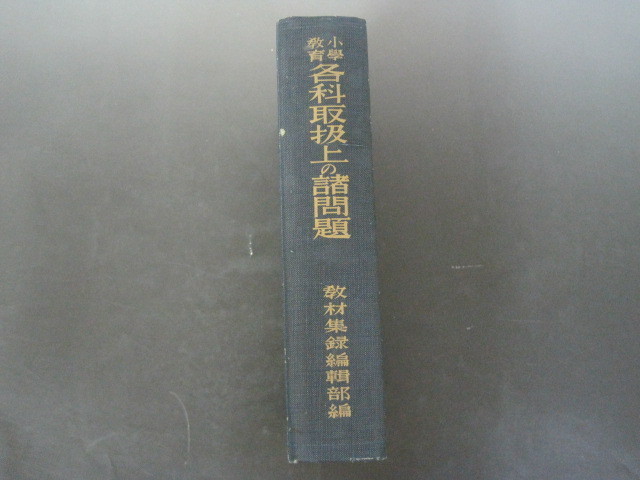 小學
教育
各科取扱上の諸問題
教材集録編輯部編